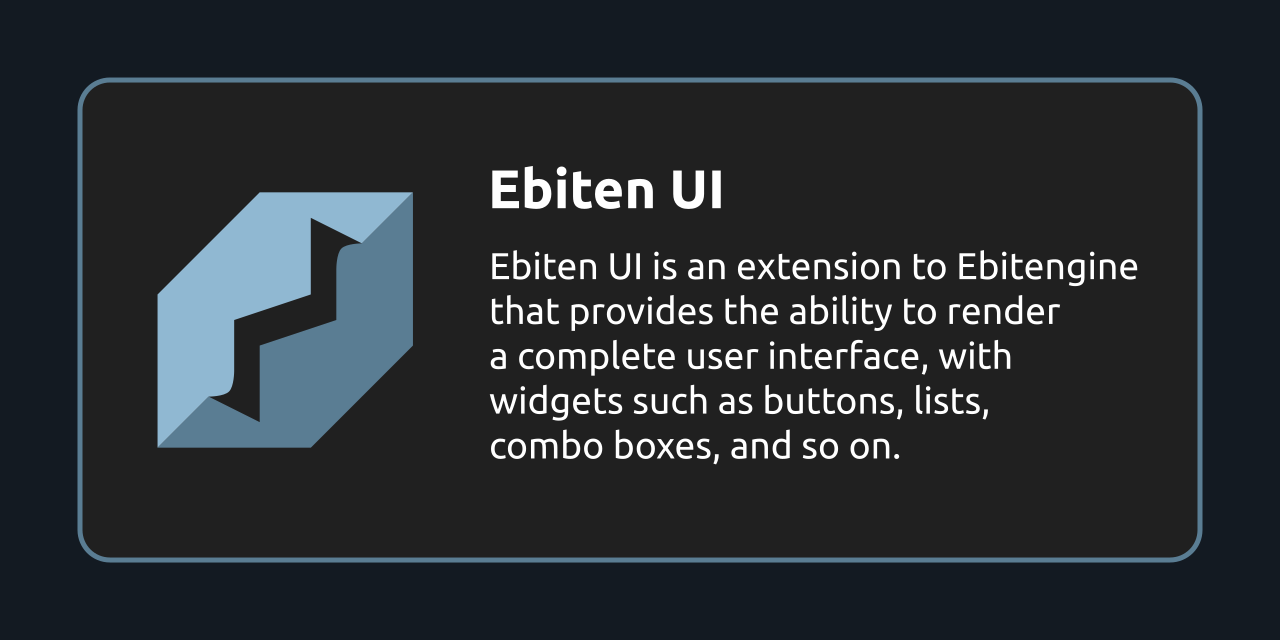 Ebiten UI
Ebiten UI is an extension to Ebitengine
that provides the ability to render
a complete user interface, with
widgets such as buttons, lists,
combo boxes, and so on.